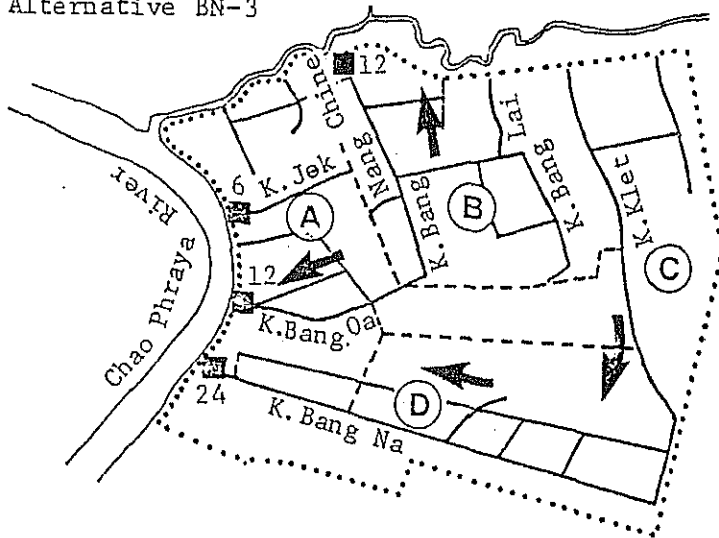 Alternative BN-3
12
K. Bang Nang Chine
Lai.
K. Bang
K. Klet
6
K. Jek
A
B
C
River
Chao Phraya
12
K.Bang.Oa
24
D
K. Bang Na